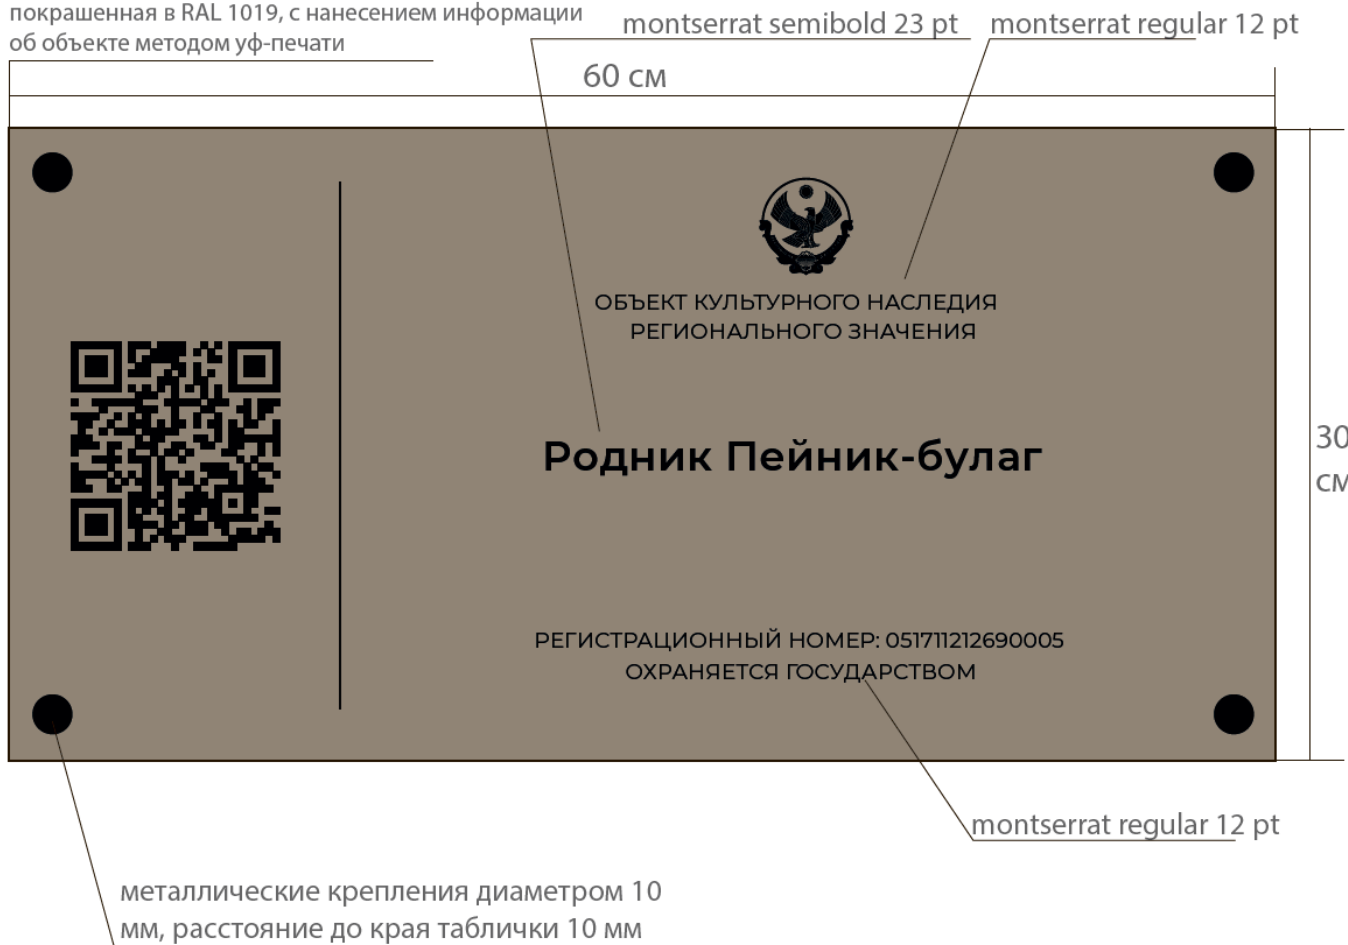 покрашенная в RAL 1019, с нанесением информации
об объекте методом уф-печати
montserrat semibold 23 pt
montserrat regular 12 pt
60 см
ОБЪЕКТ КУЛЬТУРНОГО НАСЛЕДИЯ
РЕГИОНАЛЬНОГО ЗНАЧЕНИЯ
Родник Пейник-булаг
30
см
РЕГИСТРАЦИОННЫЙ НОМЕР: 051711212690005
ОХРАНЯЕТСЯ ГОСУДАРСТВОМ
montserrat regular 12 pt
металлические крепления диаметром 10
мм, расстояние до края таблички 10 мм